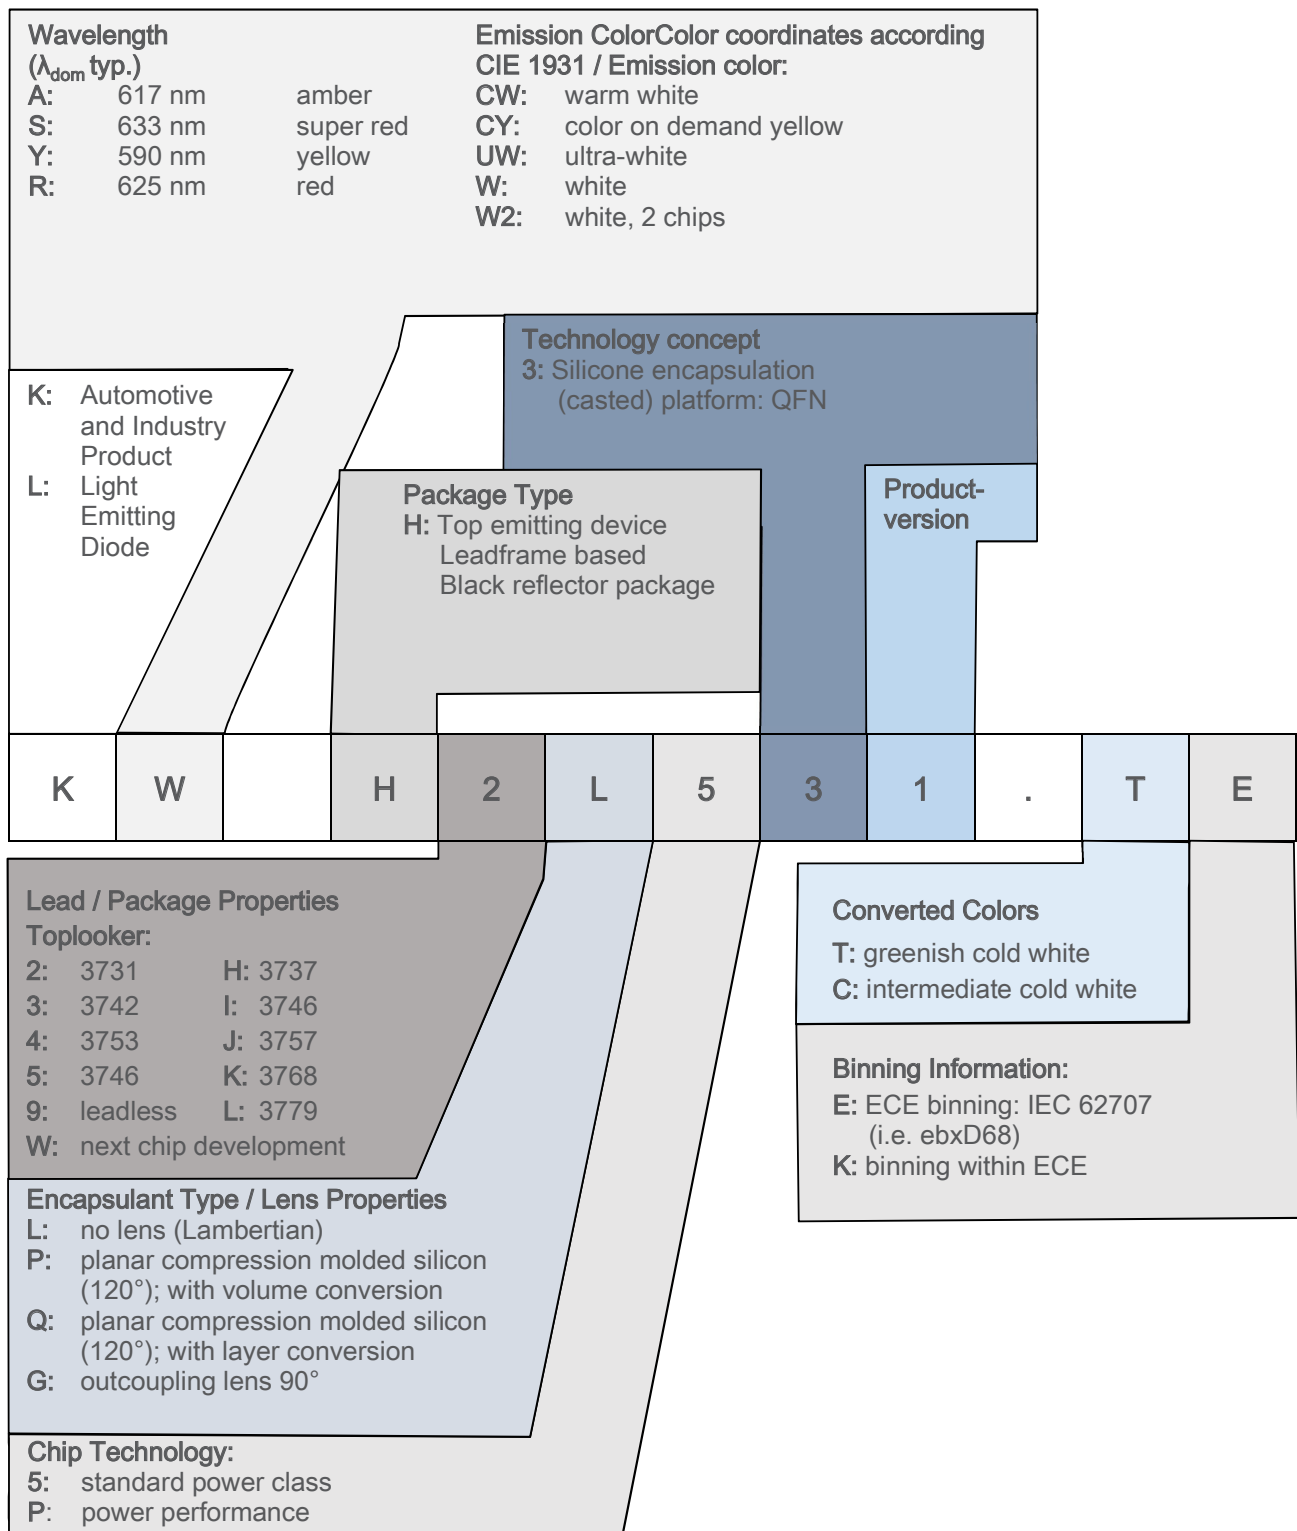 Wavelength
(λdom typ.)
A: 617 nm amber
S: 633 nm super red
Y: 590 nm yellow
R: 625 nm red
Emission ColorColor coordinates according
CIE 1931 / Emission color:
CW: warm white
CY: color on demand yellow
UW: ultra-white
W: white
W2: white, 2 chips
Technology concept
3: Silicone encapsulation
(casted) platform: QFN
K: Automotive
and Industry
Product
L: Light
Emitting
Diode
Package Type
H: Top emitting device
Leadframe based
Black reflector package
Product-
version
K W H 2 L 5 3 1 . T E
Lead / Package Properties
Toplooker:
2: 3731 H: 3737
3: 3742 I: 3746
4: 3753 J: 3757
5: 3746 K: 3768
9: leadless L: 3779
W: next chip development
Converted Colors
T: greenish cold white
C: intermediate cold white
Binning Information:
E: ECE binning: IEC 62707
(i.e. ebxD68)
K: binning within ECE
Encapsulant Type / Lens Properties
L: no lens (Lambertian)
P: planar compression molded silicon
(120°); with volume conversion
Q: planar compression molded silicon
(120°); with layer conversion
G: outcoupling lens 90°
Chip Technology:
5: standard power class
P: power performance